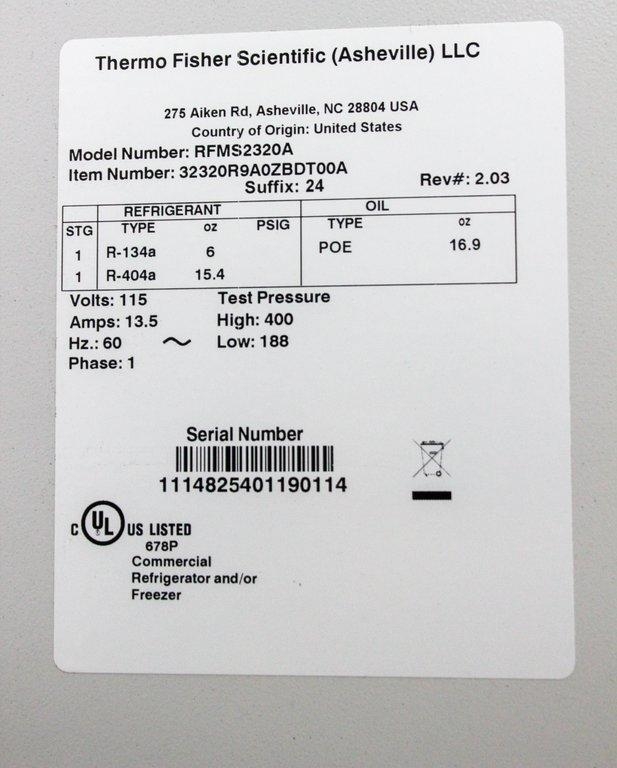 Thermo Fisher Scientific (Asheville) LLC
275 Aiken Rd, Asheville, NC 28804 USA
Country of Origin: United States
Model Number: RFMS2320A
Item Number: 32320R9A0ZBDT00A
Suffix: 24 Rev#: 2.03
REFRIGERANT OIL
STG TYPE oz PSIG TYPE oz
1 R-134a 6 POE 16.9
1 R-404a 15.4
Volts: 115 Test Pressure
Amps: 13.5 High: 400
Hz.: 60 ~ Low: 188
Phase: 1
Serial Number
1114825401190114
C UL US LISTED
678P
Commercial
Refrigerator and/or
Freezer